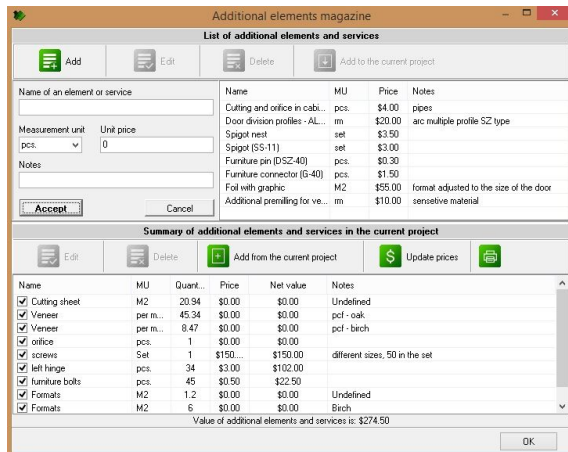 Additional elements magazine
List of additional elements and services
Add Edit Delete Add to the current project
Name of an element or service
Measurement unit Unit price
pcs. 0
Notes
Accept Cancel
Name MU Price Notes
Cutting and orifice in cabi... pcs. $4.00 pipes
Door division profiles - AL... rm $20.00 arc multiple profile SZ type
Spigot nest set $3.50
Spigot (SS-11) set $3.00
Furniture pin (DSZ-40) pcs. $0.30
Furniture connector (G-40) pcs. $1.50
Foil with graphic M2 $55.00 format adjusted to the size of the door
Additional premilling for ve... rm $10.00 sensetive material
Summary of additional elements and services in the current project
Edit Delete Add from the current project Update prices
Name MU Quant... Price Net value Notes
Cutting sheet M2 20.94 $0.00 $0.00 Undefined
Veneer per m... 45.34 $0.00 $0.00 pcf - oak
Veneer per m... 8.47 $0.00 $0.00 pcf - birch
orifice pcs. 1 $0.00 $0.00
screws Set 1 $150.... $150.00 different sizes, 50 in the set
left hinge pcs. 34 $3.00 $102.00
furniture bolts pcs. 45 $0.50 $22.50
Formats M2 1.2 $0.00 $0.00 Undefined
Formats M2 6 $0.00 $0.00 Birch
Value of additional elements and services is: $274.50
OK